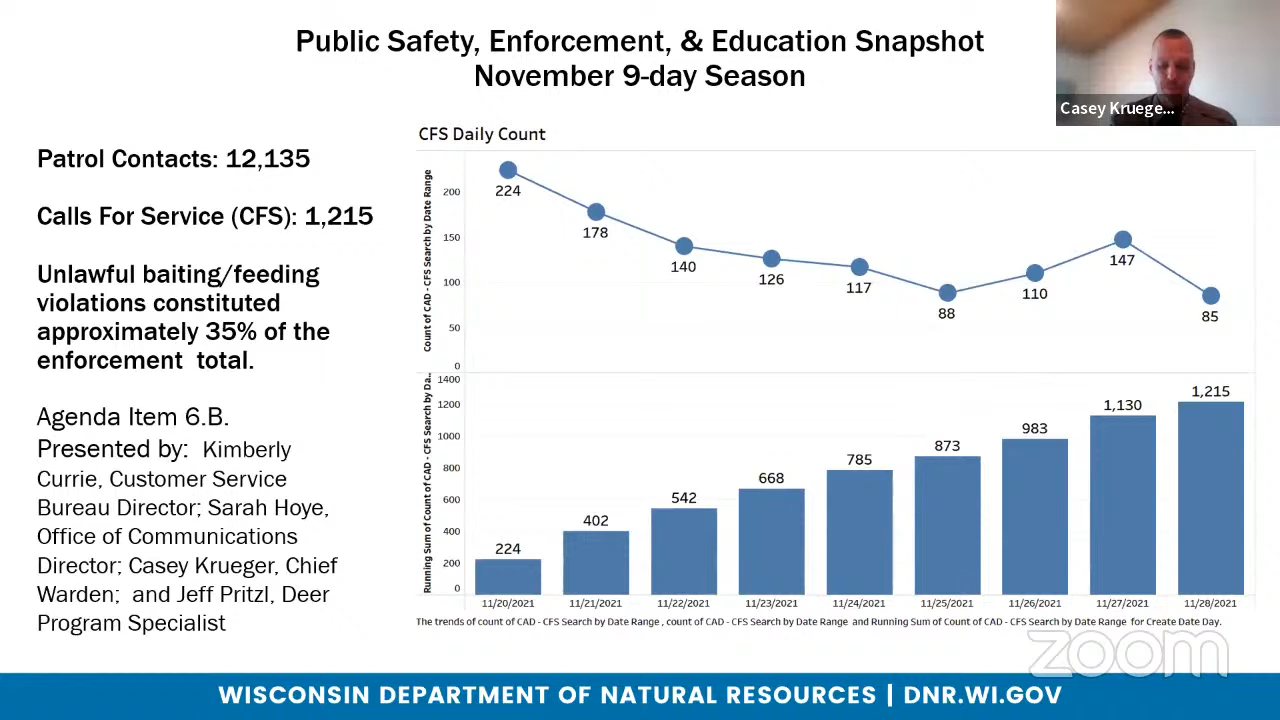 Public Safety, Enforcement, & Education Snapshot
November 9-day Season
Casey Kruege...
Patrol Contacts: 12,135
Calls For Service (CFS): 1,215
Unlawful baiting/feeding
violations constituted
approximately 35% of the
enforcement total.
Agenda Item 6.B.
Presented by: Kimberly
Currie, Customer Service
Bureau Director; Sarah Hoye,
Office of Communications
Director; Casey Krueger, Chief
Warden; and Jeff Pritzl, Deer
Program Specialist
CFS Daily Count
Count of CAD - CFS Search by Date Range
200
150
100
50
0
224
178
140
126
117
88
110
147
85
Running Sum of Count of CAD - CFS Search by Da..
1400
1200
1000
800
600
400
200
0
224
402
542
668
785
873
983
1,130
1,215
11/20/2021
11/21/2021
11/22/2021
11/23/2021
11/24/2021
11/25/2021
11/26/2021
11/27/2021
11/28/2021
The trends of count of CAD - CFS Search by Date Range , count of CAD - CFS Search by Date Range and Running Sum of Count of CAD - CFS Search by Date Range for Create Date Day.
zoom
WISCONSIN DEPARTMENT OF NATURAL RESOURCES | DNR.WI.GOV